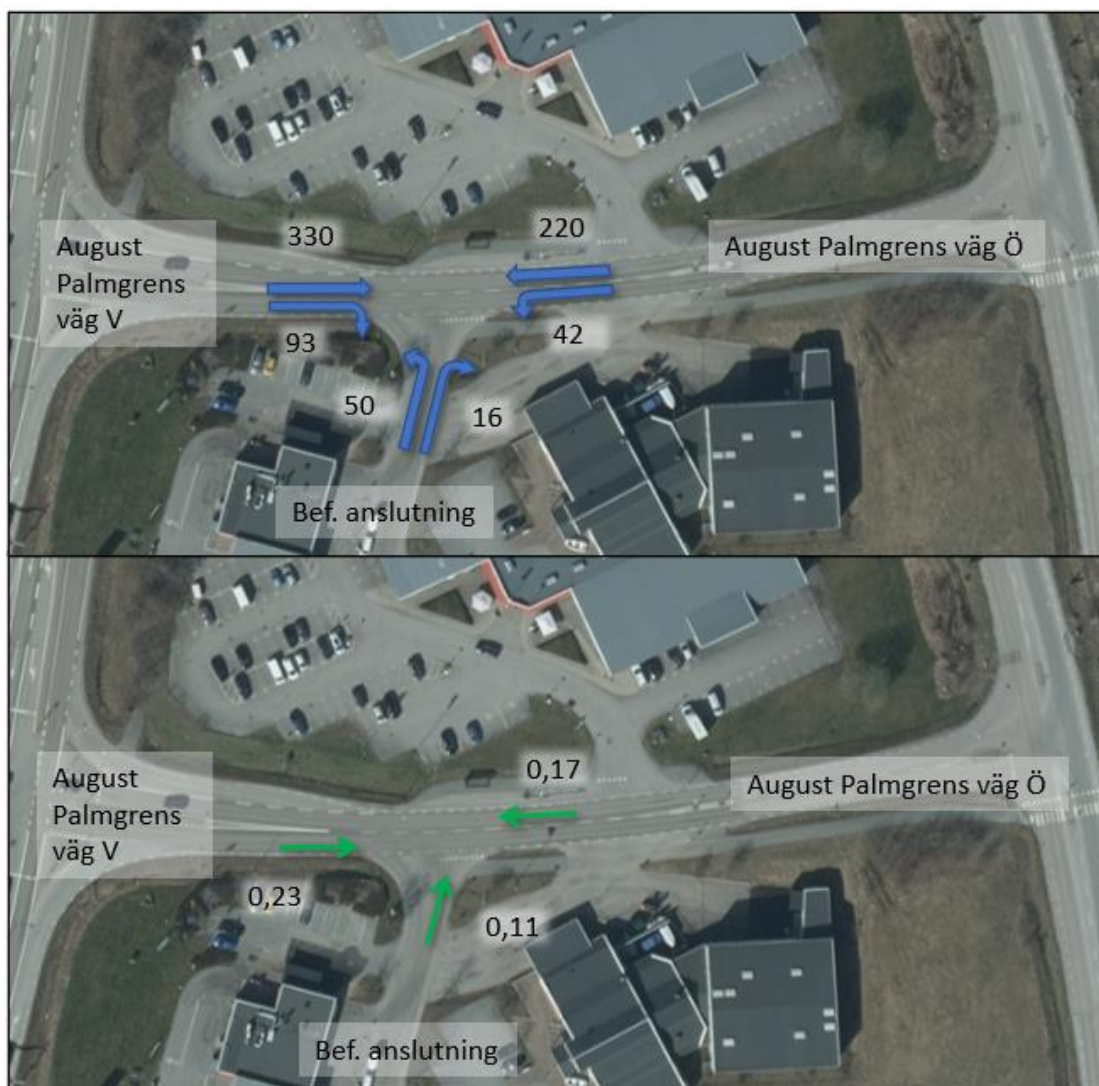 330
220
August
Palmgrens
väg V
August Palmgrens väg Ö
93
42
50
16
Bef. anslutning
0,17
August
Palmgrens
väg V
August Palmgrens väg Ö
0,23
0,11
Bef. anslutning